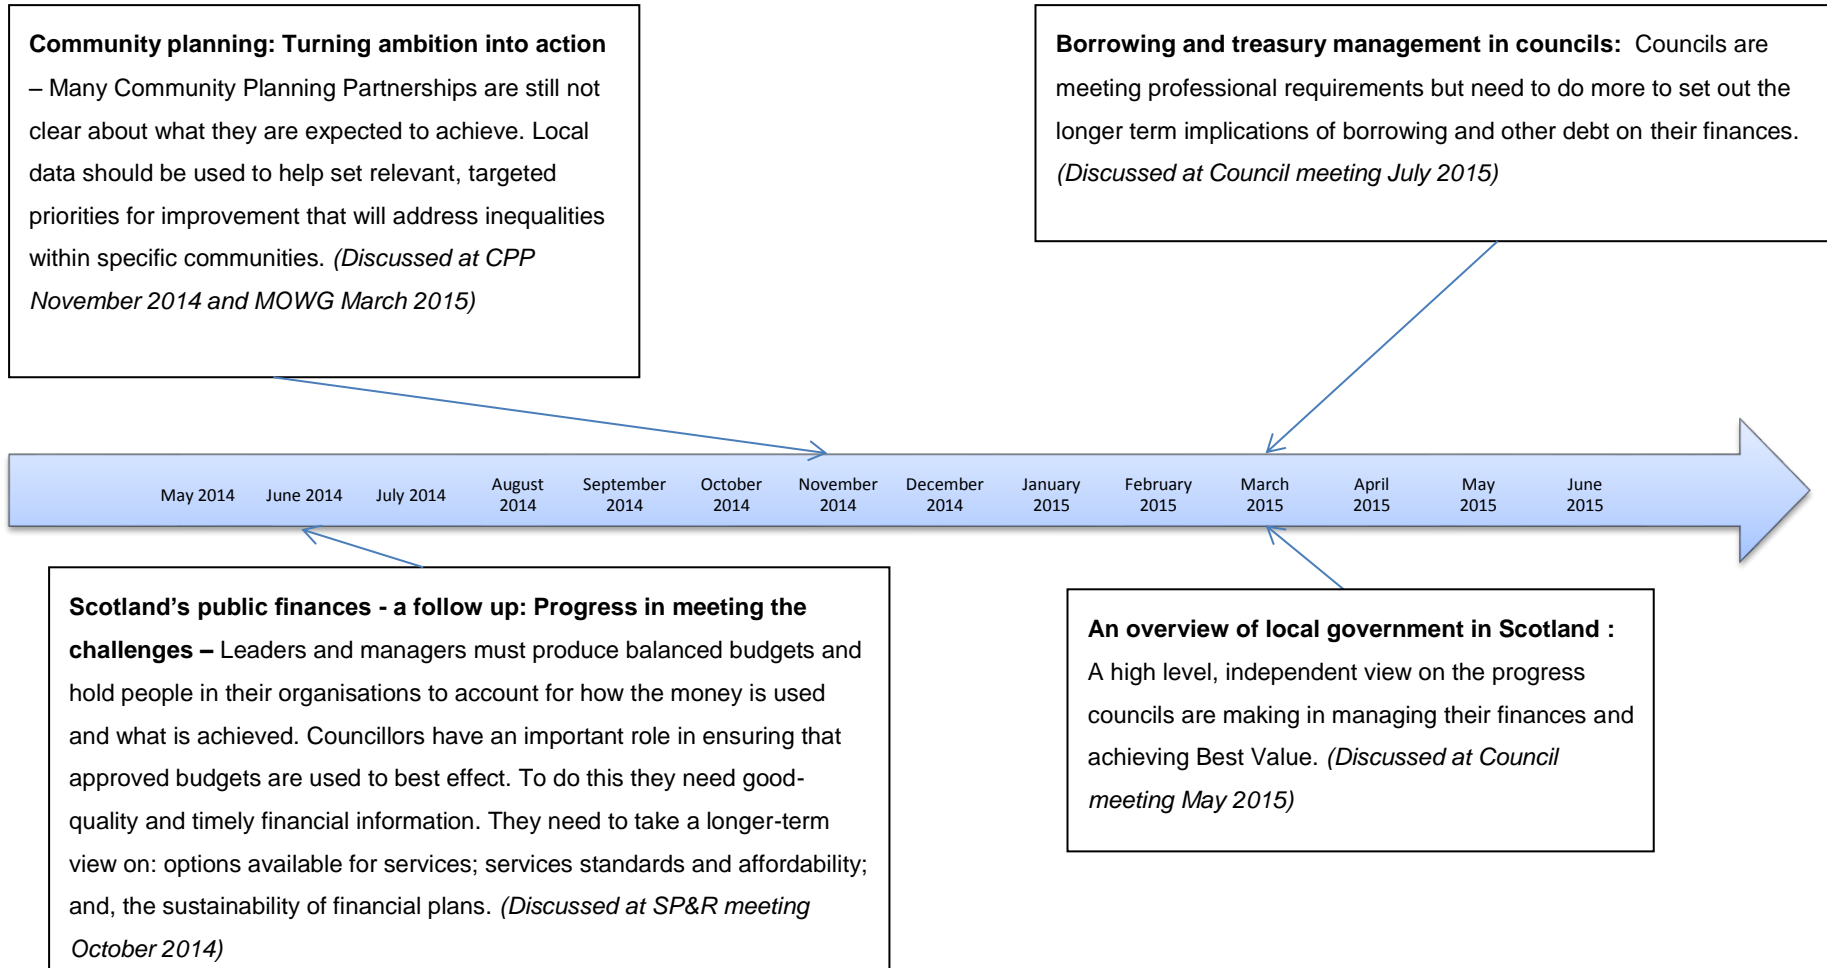 Community planning: Turning ambition into action
– Many Community Planning Partnerships are still not
clear about what they are expected to achieve. Local
data should be used to help set relevant, targeted
priorities for improvement that will address inequalities
within specific communities. (Discussed at CPP
November 2014 and MOWG March 2015)
Borrowing and treasury management in councils:  Councils are
meeting professional requirements but need to do more to set out the
longer term implications of borrowing and other debt on their finances.
(Discussed at Council meeting July 2015)
May 2014
June 2014
July 2014
August
2014
September
2014
October
2014
November
2014
December
2014
January
2015
February
2015
March
2015
April
2015
May
2015
June
2015
Scotland’s public finances - a follow up: Progress in meeting the
challenges – Leaders and managers must produce balanced budgets and
hold people in their organisations to account for how the money is used
and what is achieved. Councillors have an important role in ensuring that
approved budgets are used to best effect. To do this they need good-
quality and timely financial information. They need to take a longer-term
view on: options available for services; services standards and affordability;
and, the sustainability of financial plans. (Discussed at SP&R meeting
October 2014)
An overview of local government in Scotland :
A high level, independent view on the progress
councils are making in managing their finances and
achieving Best Value. (Discussed at Council
meeting May 2015)